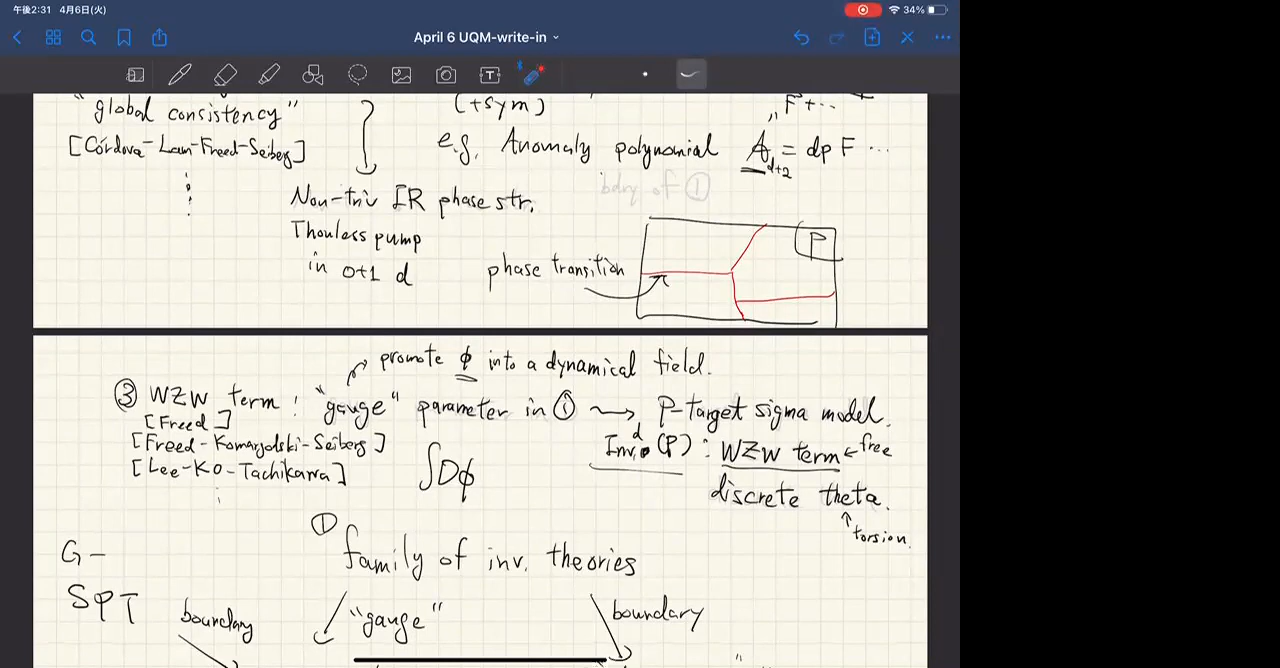 午後2:31 4月6日(火)
34%
April 6 UQM-write-in
"global consistency"
[Córdova-Lam-Freed-Seiberg]
(+sym)
F + ...
e.g. Anomaly polynomial A_{d+2} = dp F ...
bdry of ①
Non-triv IR phase str.
Thouless pump
in 0+1 d
phase transition
P
promote ϕ into a dynamical field.
③ WZW term : "gauge" parameter in ① ⇝ P-target sigma model.
[Freed]
[Freed-Komargodski-Seiberg]
[Lee-Ko-Tachikawa]
∫Dϕ
Inv^d (P) : WZW term ← free
discrete theta.
↑ torsion.
①
family of inv. theories
G-
SPT
boundary
"gauge"
boundary